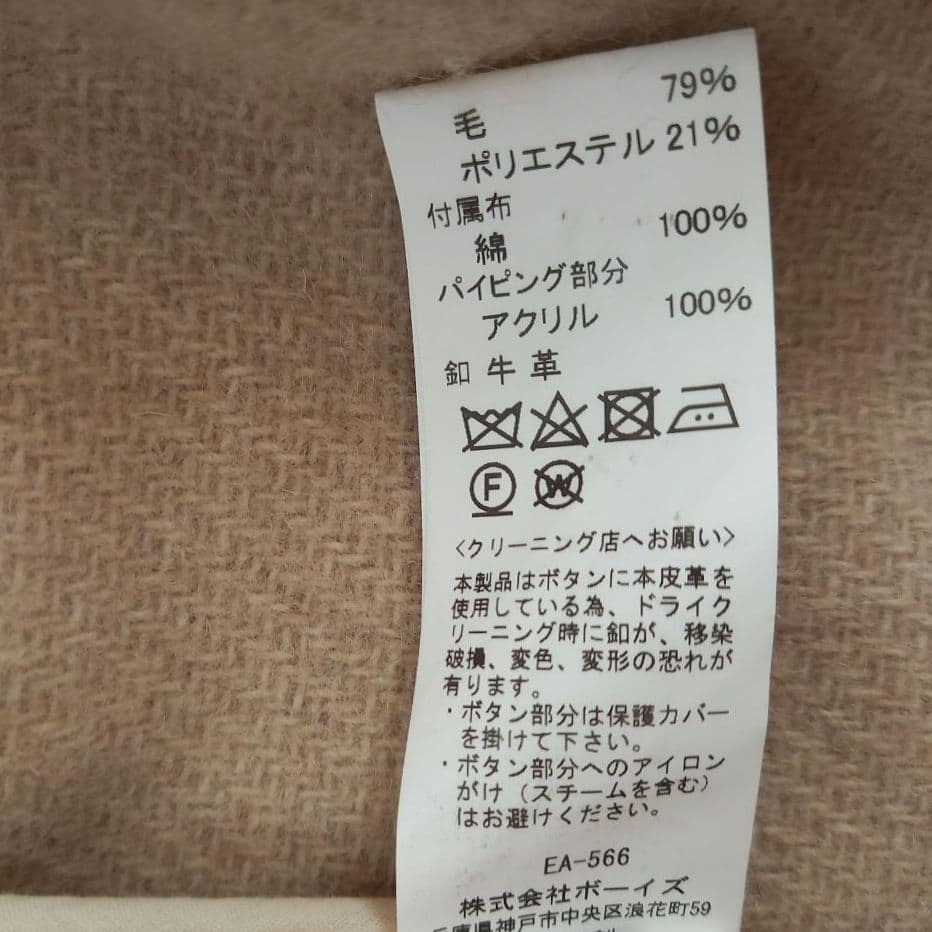 毛 79%
ポリエステル 21%
付属布
綿 100%
パイピング部分
アクリル 100%
釦 牛 革
F W
<クリーニング店へお願い>
本製品はボタンに本皮革を
使用している為、ドライク
リーニング時に釦が、移染
破損、変色、変形の恐れが
有ります。
・ボタン部分は保護カバー
を掛けて下さい。
・ボタン部分へのアイロン
がけ（スチームを含む）
はお避けください。
EA-566
株式会社ボーイズ
兵庫県神戸市中央区浪花町59